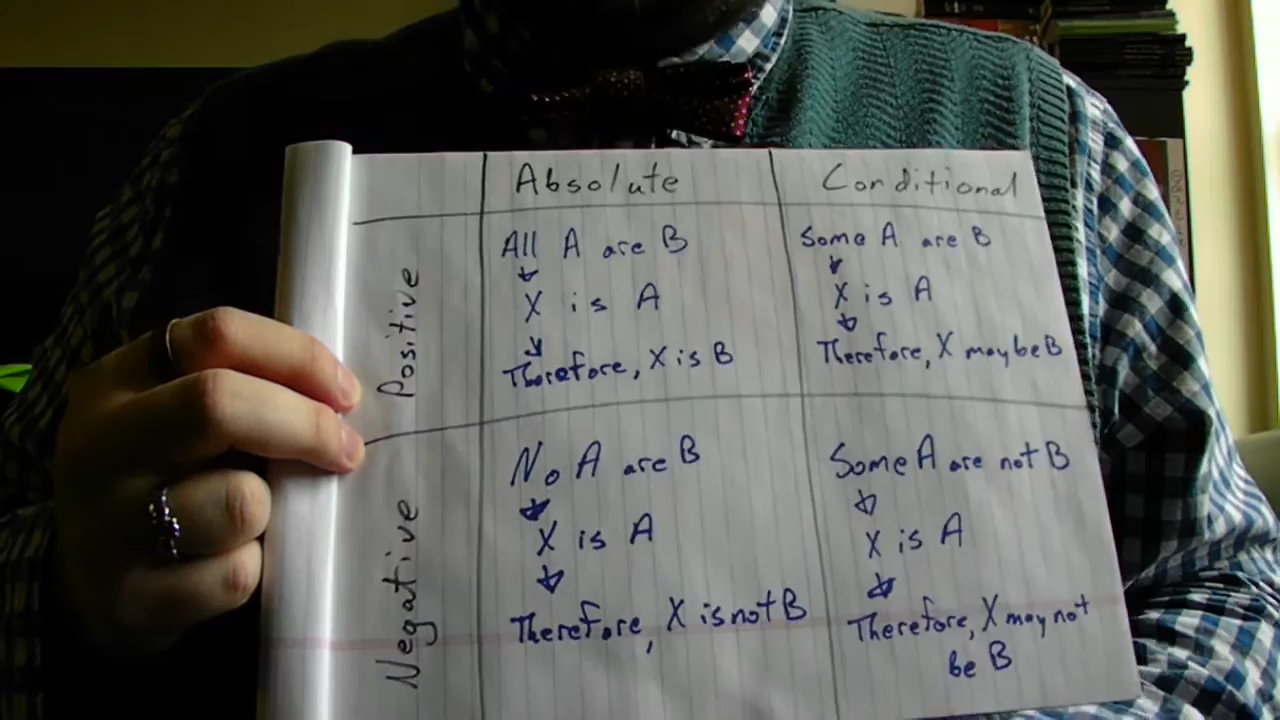 Absolute
Conditional
Positive
All A are B
X is A
Therefore, X is B
Some A are B
X is A
Therefore, X may be B
Negative
No A are B
X is A
Therefore, X is not B
Some A are not B
X is A
Therefore, X may not
be B